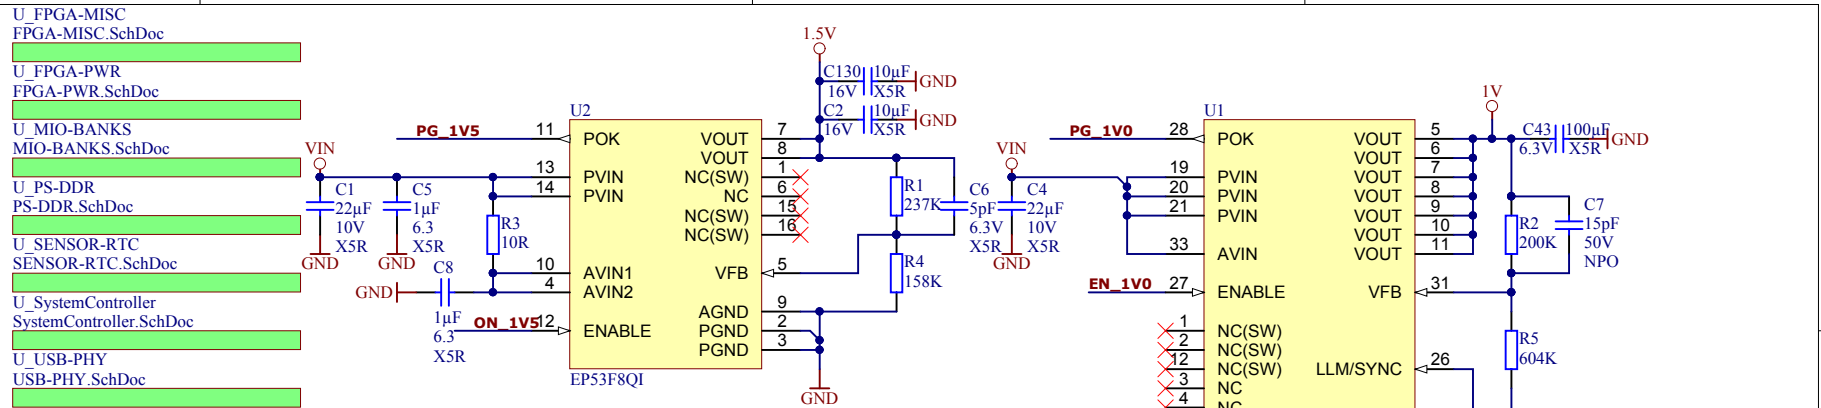 U_FPGA-MISC
FPGA-MISC.SchDoc
U_FPGA-PWR
FPGA-PWR.SchDoc
U_MIO-BANKS
MIO-BANKS.SchDoc
U_PS-DDR
PS-DDR.SchDoc
U_SENSOR-RTC
SENSOR-RTC.SchDoc
U_SystemController
SystemController.SchDoc
U_USB-PHY
USB-PHY.SchDoc
VIN
C1
22µF
10V
X5R
GND
C5
1µF
6.3
X5R
GND
R3
10R
GND
C8
1µF
6.3
X5R
PG_1V5
ON_1V5
U2
11 POK
13 PVIN
14 PVIN
10 AVIN1
4 AVIN2
12 ENABLE
VOUT 7
VOUT 8
NC(SW) 1
NC 6
NC(SW) 15
NC(SW) 16
VFB 5
AGND 9
PGND 2
PGND 3
EP53F8QI
GND
1.5V
C130 10µF GND
16V X5R
C2 10µF GND
16V X5R
R1
237K
R4
158K
C6
5pF
6.3V
X5R
VIN
C4
22µF
10V
X5R
GND
PG_1V0
EN_1V0
U1
28 POK
19 PVIN
20 PVIN
21 PVIN
33 AVIN
27 ENABLE
1 NC(SW)
2 NC(SW)
12 NC(SW)
3 NC
4 NC
VOUT 5
VOUT 6
VOUT 7
VOUT 8
VOUT 9
VOUT 10
VOUT 11
VFB 31
LLM/SYNC 26
1V
C43 100µF GND
6.3V X5R
R2
200K
C7
15pF
50V
NPO
R5
604K